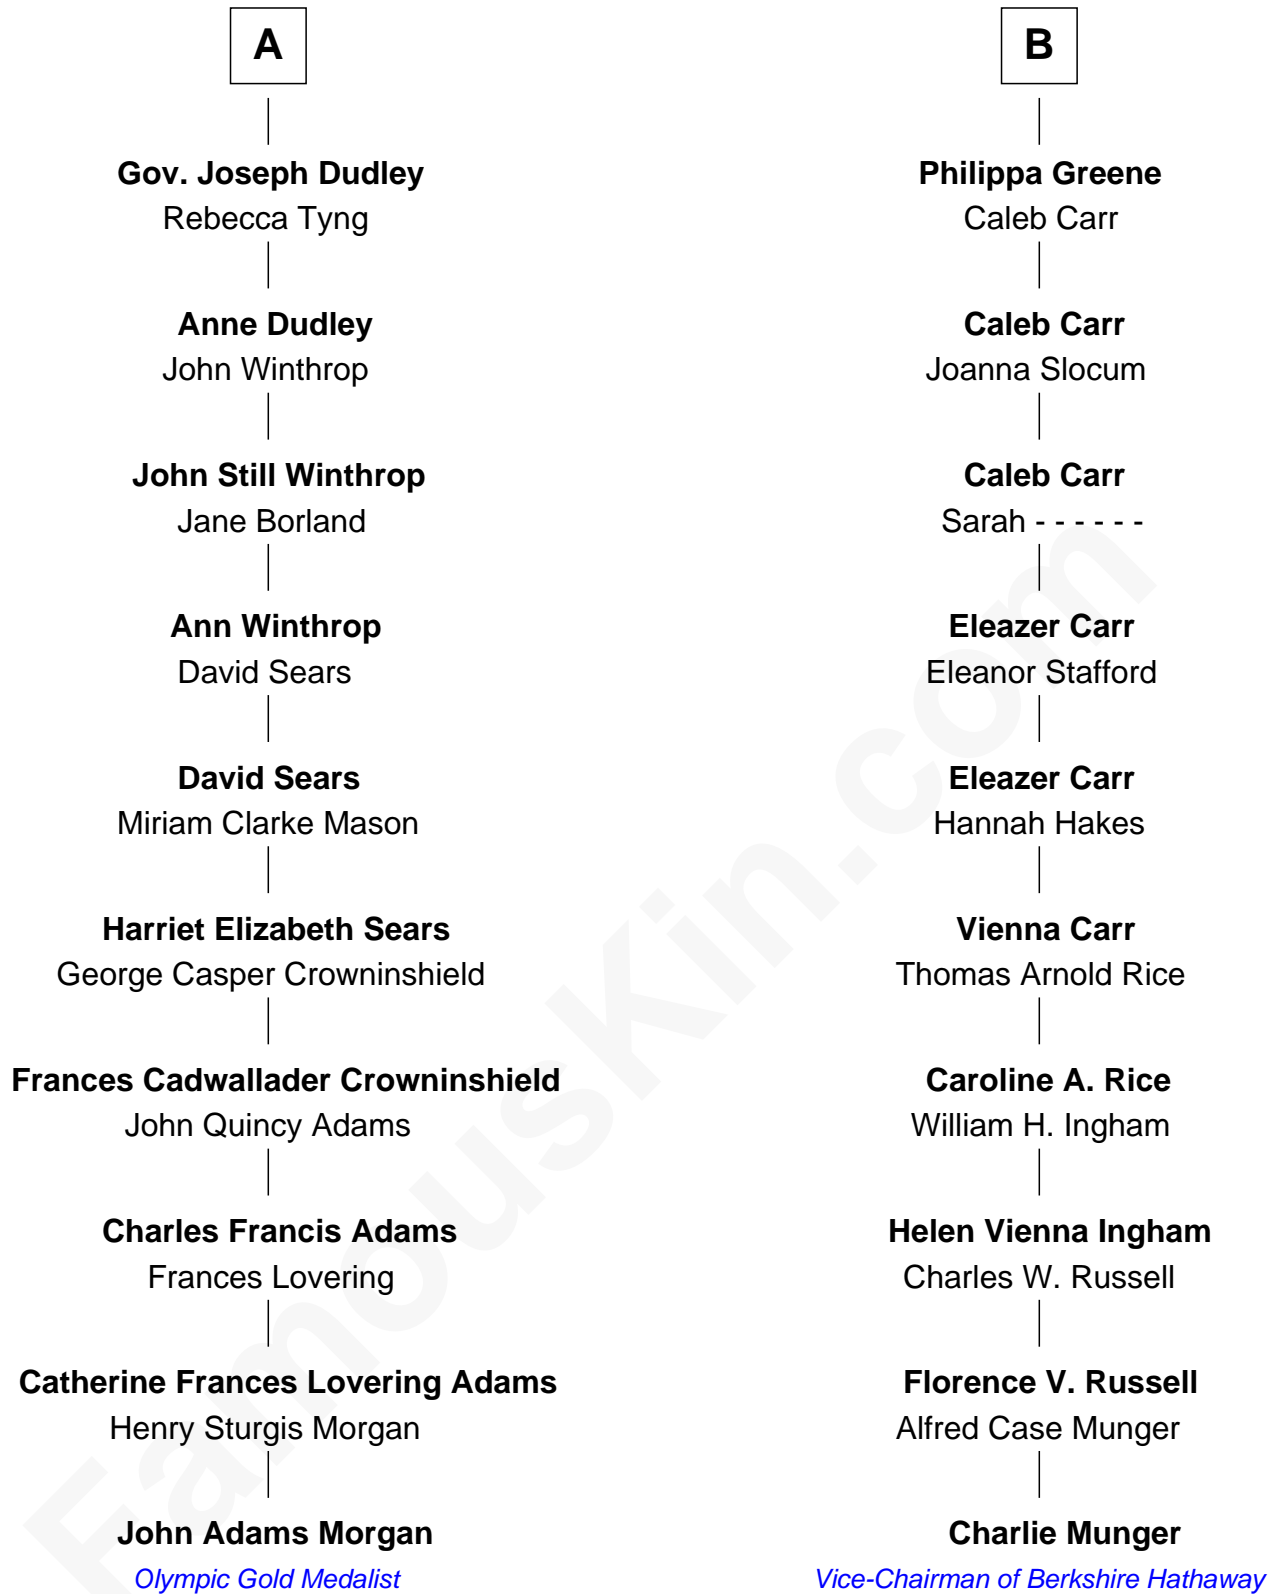 A
Gov. Joseph Dudley
Rebecca Tyng
Anne Dudley
John Winthrop
John Still Winthrop
Jane Borland
Ann Winthrop
David Sears
David Sears
Miriam Clarke Mason
Harriet Elizabeth Sears
George Casper Crowninshield
Frances Cadwallader Crowninshield
John Quincy Adams
Charles Francis Adams
Frances Lovering
Catherine Frances Lovering Adams
Henry Sturgis Morgan
John Adams Morgan
Olympic Gold Medalist
B
Philippa Greene
Caleb Carr
Caleb Carr
Joanna Slocum
Caleb Carr
Sarah - - - - - -
Eleazer Carr
Eleanor Stafford
Eleazer Carr
Hannah Hakes
Vienna Carr
Thomas Arnold Rice
Caroline A. Rice
William H. Ingham
Helen Vienna Ingham
Charles W. Russell
Florence V. Russell
Alfred Case Munger
Charlie Munger
Vice-Chairman of Berkshire Hathaway
FamousKin.com